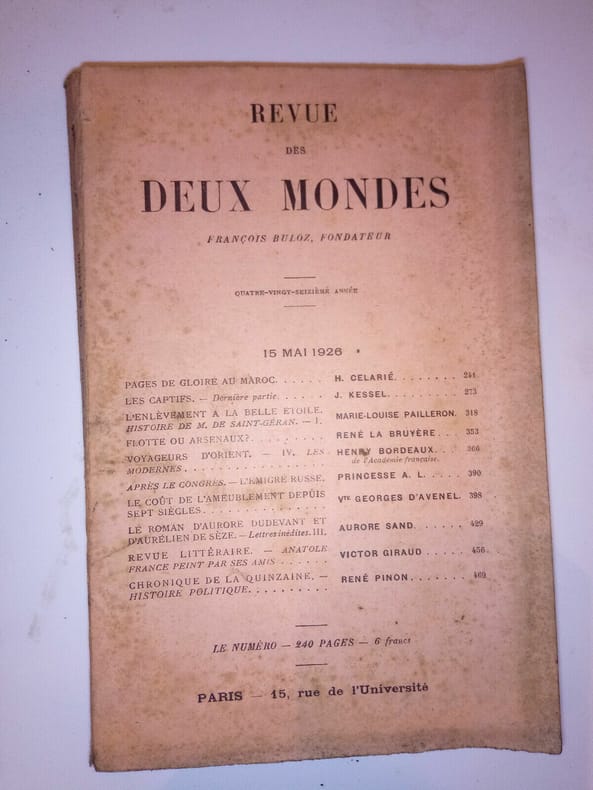 REVUE
DES
DEUX MONDES
FRANÇOIS BULOZ, FONDATEUR
QUATRE-VINGT-SEIZIÈME ANNÉE
15 MAI 1926
PAGES DE GLOIRE AU MAROC. . . . . . H. CELARIÉ. . . . . . . . 241
LES CAPTIFS. — Dernière partie. . . . . . J. KESSEL. . . . . . . . . 273
L'ENLÈVEMENT A LA BELLE ÉTOILE.
HISTOIRE DE M. DE SAINT-GÉRAN. — I. MARIE-LOUISE PAILLERON. 318
FLOTTE OU ARSENAUX? . . . . . . . . . RENÉ LA BRUYÈRE . . . 353
VOYAGEURS D'ORIENT. — IV. LES HENRY BORDEAUX. . . 366
MODERNES . . . . . . . . . . . . . . . . de l'Académie française.
APRÈS LE CONGRÈS. — L'ÉMIGRÉ RUSSE. PRINCESSE A. L. . . . . 390
LE COÛT DE L'AMEUBLEMENT DEPUIS
SEPT SIÈCLES. . . . . . . . . . . . . . . Vte GEORGES D'AVENEL. 398
LE ROMAN D'AURORE DUDEVANT ET
D'AURÉLIEN DE SÈZE. — Lettres inédites. III. AURORE SAND. . . . . . 429
REVUE LITTÉRAIRE. — ANATOLE
FRANCE PEINT PAR SES AMIS . . . . . . . VICTOR GIRAUD . . . . . 456
CHRONIQUE DE LA QUINZAINE. —
HISTOIRE POLITIQUE. . . . . . . . . . RENÉ PINON. . . . . . . 469
LE NUMÉRO — 240 PAGES — 6 francs
PARIS — 15, rue de l'Université